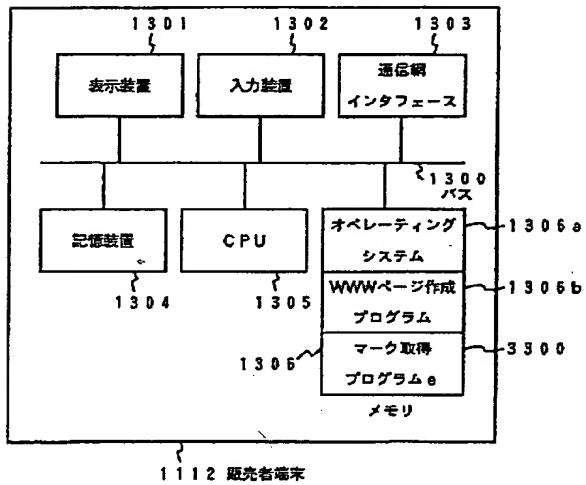 1301
1302
1303
表示装置
入力装置
通信網
インタフェース
1300
バス
記憶装置
CPU
オペレーティング
システム
1306a
WWWページ作成
プログラム
1306b
マーク取得
プログラムe
3300
1304
1305
1306
メモリ
1112 販売者端末